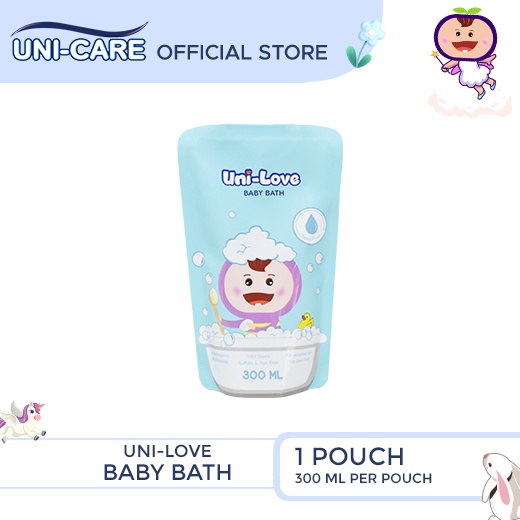 UNI-CARE OFFICIAL STORE
Uni-Love
BABY BATH
300 ML
UNI-LOVE
BABY BATH
1 POUCH
300 ML PER POUCH